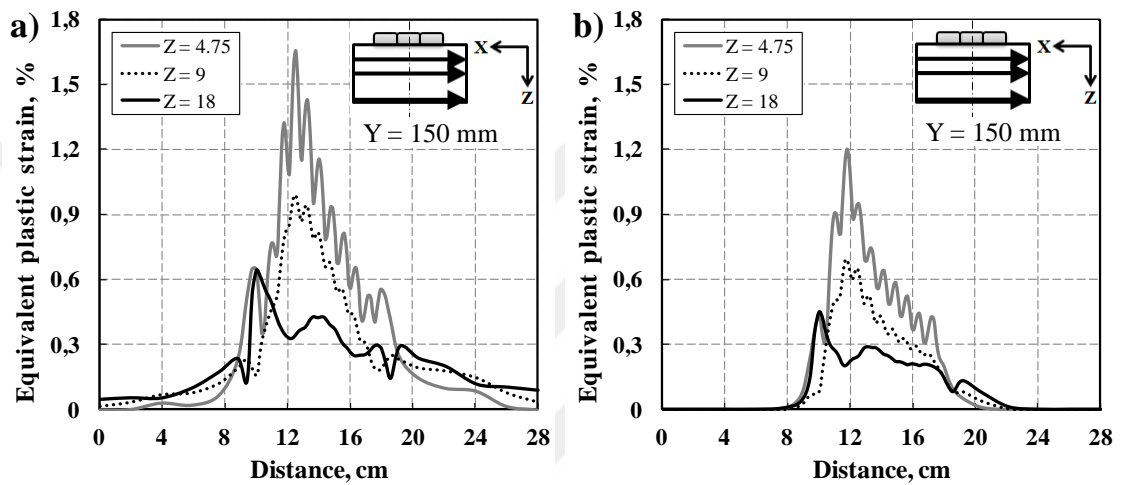 a)
Equivalent plastic strain, %
1,8
1,5
1,2
0,9
0,6
0,3
0
Z = 4.75
Z = 9
Z = 18
X
Z
Y = 150 mm
0 4 8 12 16 20 24 28
Distance, cm
b)
Equivalent plastic strain, %
1,8
1,5
1,2
0,9
0,6
0,3
0
Z = 4.75
Z = 9
Z = 18
X
Z
Y = 150 mm
0 4 8 12 16 20 24 28
Distance, cm